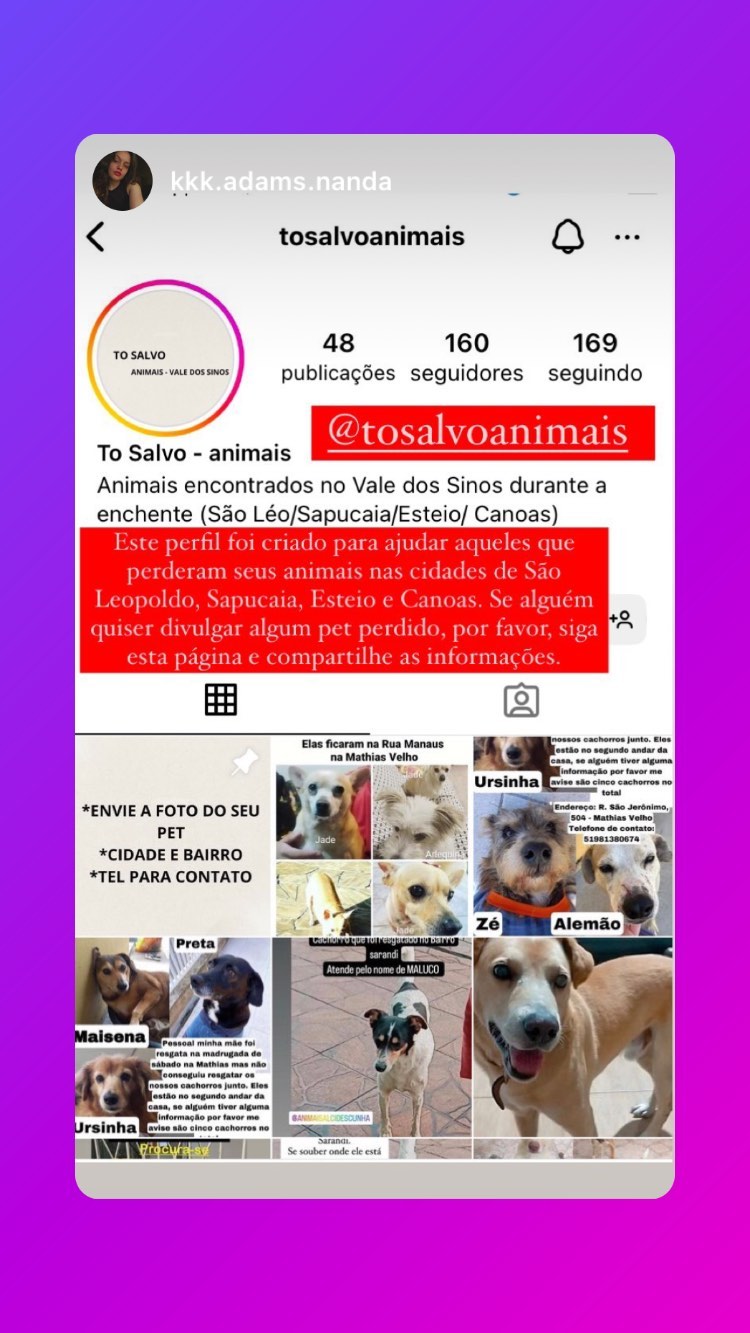 kkk.adams.nanda
tosalvoanimais
TO SALVO
ANIMAIS - VALE DOS SINOS
48
publicações
160
seguidores
169
seguindo
@tosalvoanimais
To Salvo - animais
Animais encontrados no Vale dos Sinos durante a
enchente (São Léo/Sapucaia/Esteio/ Canoas)
Este perfil foi criado para ajudar aqueles que
perderam seus animais nas cidades de São
Leopoldo, Sapucaia, Esteio e Canoas. Se alguém
quiser divulgar algum pet perdido, por favor, siga
esta página e compartilhe as informações.
*ENVIE A FOTO DO SEU
PET
*CIDADE E BAIRRO
*TEL PARA CONTATO
Elas ficaram na Rua Manaus
na Mathias Velho
Jade
Jade
Arlequina
Jade
nossos cachorros junto. Eles
estão no segundo andar da
casa, se alguém tiver alguma
informação por favor me
avise são cinco cachorros no
total
Ursinha
Endereço: R. São Jerônimo,
504 - Mathias Velho
Telefone de contato:
51981380674
Zé
Alemão
Preta
Maisena
Pessoal minha mãe foi
resgata na madrugada de
sábado na Mathias mas não
conseguiu resgatar os
nossos cachorros junto. Eles
estão no segundo andar da
casa, se alguém tiver alguma
informação por favor me
avise são cinco cachorros no
total
Ursinha
Cachorro que foi resgatado no bairro
sarandi
Atende pelo nome de MALUCO
@ANIMAISALCIDESCUNHA
Procura-se
Sarandi.
Se souber onde ele está